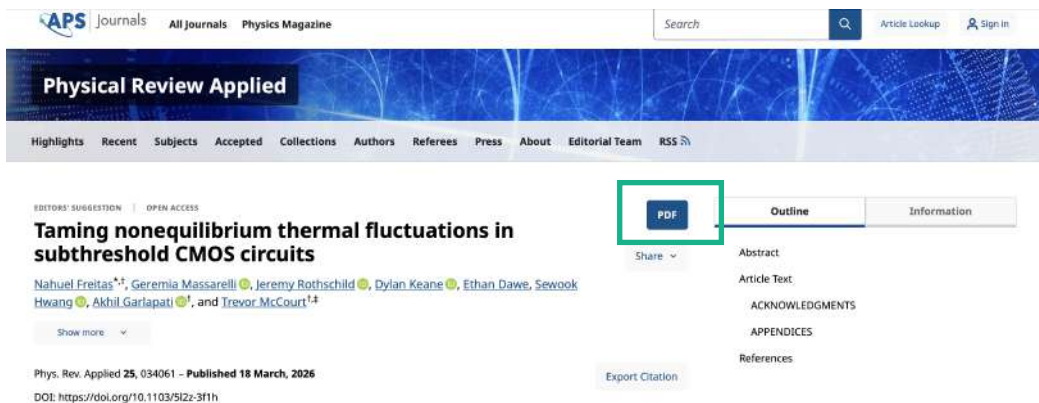 APS Journals All Journals Physics Magazine Search Article Lookup Sign in
Physical Review Applied
Highlights Recent Subjects Accepted Collections Authors Referees Press About Editorial Team RSS
EDITORS' SUGGESTION | OPEN ACCESS
PDF
Outline Information
Taming nonequilibrium thermal fluctuations in
subthreshold CMOS circuits
Share
Abstract
Article Text
ACKNOWLEDGMENTS
APPENDICES
References
Nahuel Freitas*,†, Geremia Massarelli, Jeremy Rothschild, Dylan Keane, Ethan Dawe, Sewook
Hwang, Akhil Garlapati†, and Trevor McCourt†,‡
Show more
Phys. Rev. Applied 25, 034061 – Published 18 March, 2026
Export Citation
DOI: https://doi.org/10.1103/5l2z-3f1h